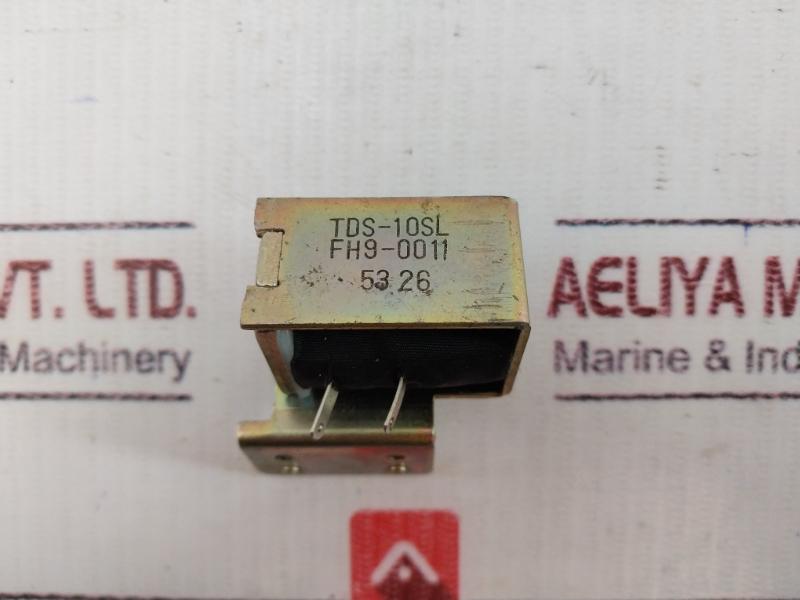 TDS-10SL
FH9-0011
53 26
VT. LTD.
Machinery
AELIYA M
Marine & Ind